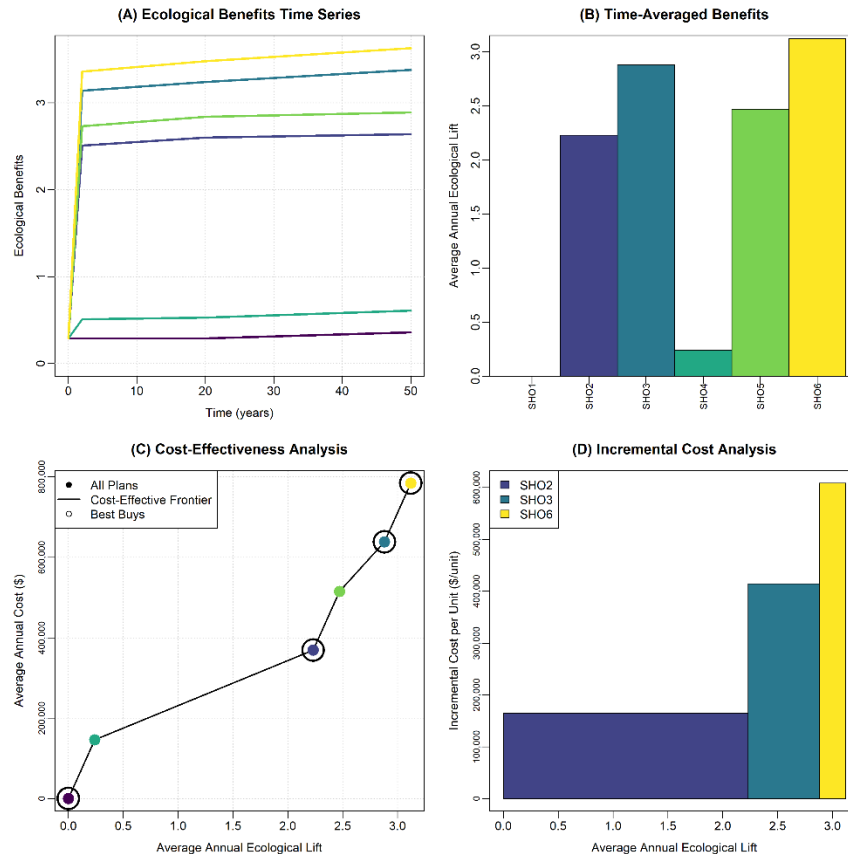 (A) Ecological Benefits Time Series
Ecological Benefits
0
1
2
3
0
10
20
30
40
50
Time (years)
(B) Time-Averaged Benefits
Average Annual Ecological Lift
0.0
0.5
1.0
1.5
2.0
2.5
3.0
SHO1
SHO2
SHO3
SHO4
SHO5
SHO6
(C) Cost-Effectiveness Analysis
All Plans
Cost-Effective Frontier
Best Buys
Average Annual Cost ($)
0
200,000
400,000
600,000
800,000
0.0
0.5
1.0
1.5
2.0
2.5
3.0
Average Annual Ecological Lift
(D) Incremental Cost Analysis
SHO2
SHO3
SHO6
Incremental Cost per Unit ($/unit)
0
100,000
200,000
300,000
400,000
500,000
600,000
0.0
0.5
1.0
1.5
2.0
2.5
3.0
Average Annual Ecological Lift